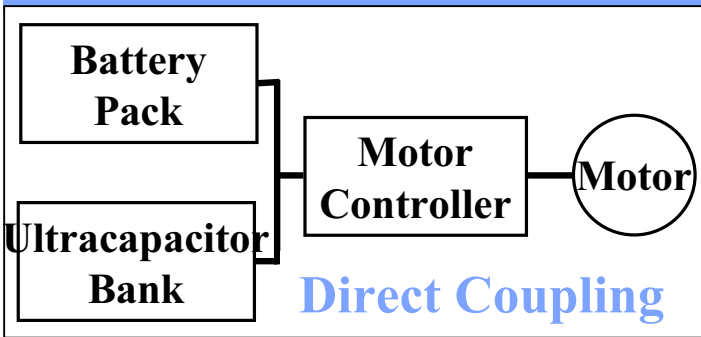 Battery
Pack
Motor
Controller
Motor
Ultracapacitor
Bank
Direct Coupling